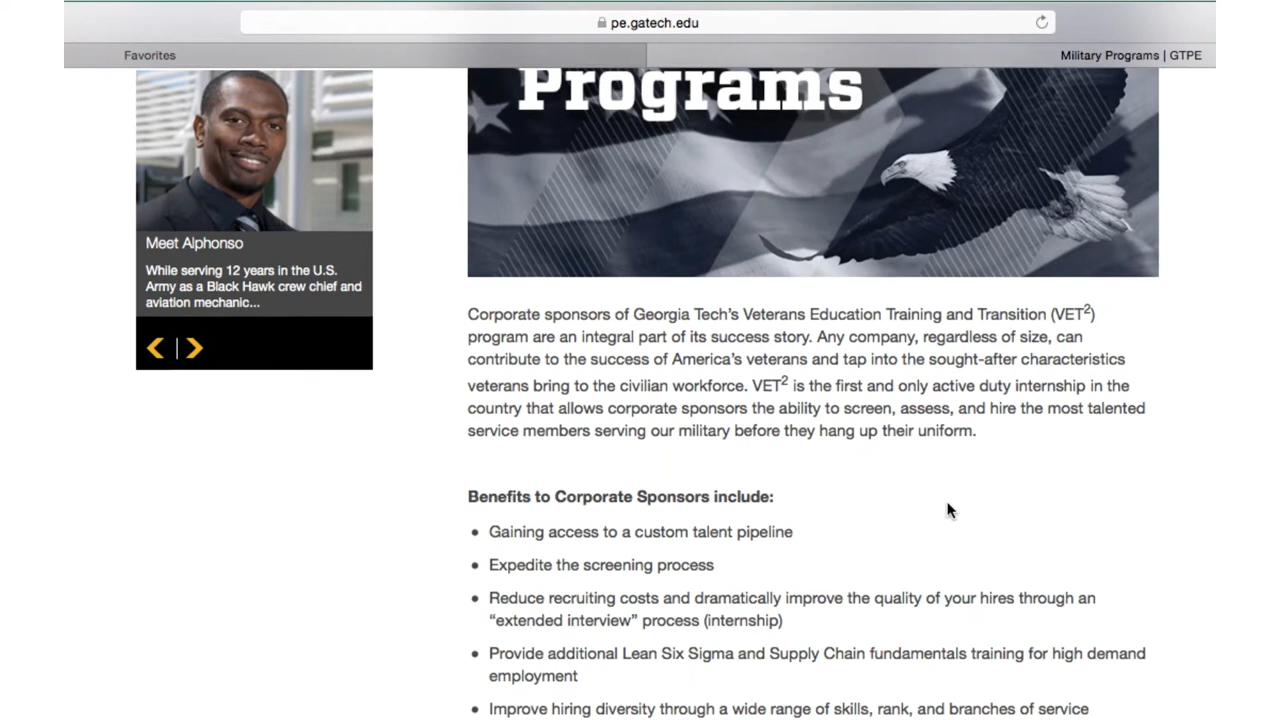 pe.gatech.edu
Favorites
Military Programs | GTPE
Programs
Meet Alphonso
While serving 12 years in the U.S.
Army as a Black Hawk crew chief and
aviation mechanic...
Corporate sponsors of Georgia Tech’s Veterans Education Training and Transition (VET²)
program are an integral part of its success story. Any company, regardless of size, can
contribute to the success of America’s veterans and tap into the sought-after characteristics
veterans bring to the civilian workforce. VET² is the first and only active duty internship in the
country that allows corporate sponsors the ability to screen, assess, and hire the most talented
service members serving our military before they hang up their uniform.
Benefits to Corporate Sponsors include:
• Gaining access to a custom talent pipeline
• Expedite the screening process
• Reduce recruiting costs and dramatically improve the quality of your hires through an
“extended interview” process (internship)
• Provide additional Lean Six Sigma and Supply Chain fundamentals training for high demand
employment
• Improve hiring diversity through a wide range of skills, rank, and branches of service